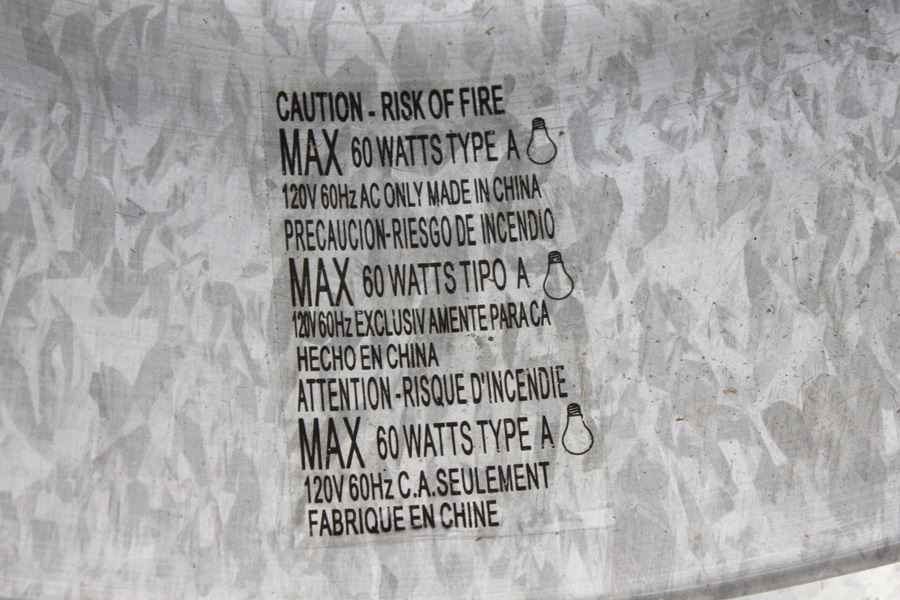 CAUTION - RISK OF FIRE
MAX 60 WATTS TYPE A
120V 60Hz AC ONLY MADE IN CHINA
PRECAUCION-RIESGO DE INCENDIO
MAX 60 WATTS TIPO A
120V 60Hz EXCLUSIV AMENTE PARA CA
HECHO EN CHINA
ATTENTION - RISQUE D'INCENDIE
MAX 60 WATTS TYPE A
120V 60Hz C.A.SEULEMENT
FABRIQUE EN CHINE